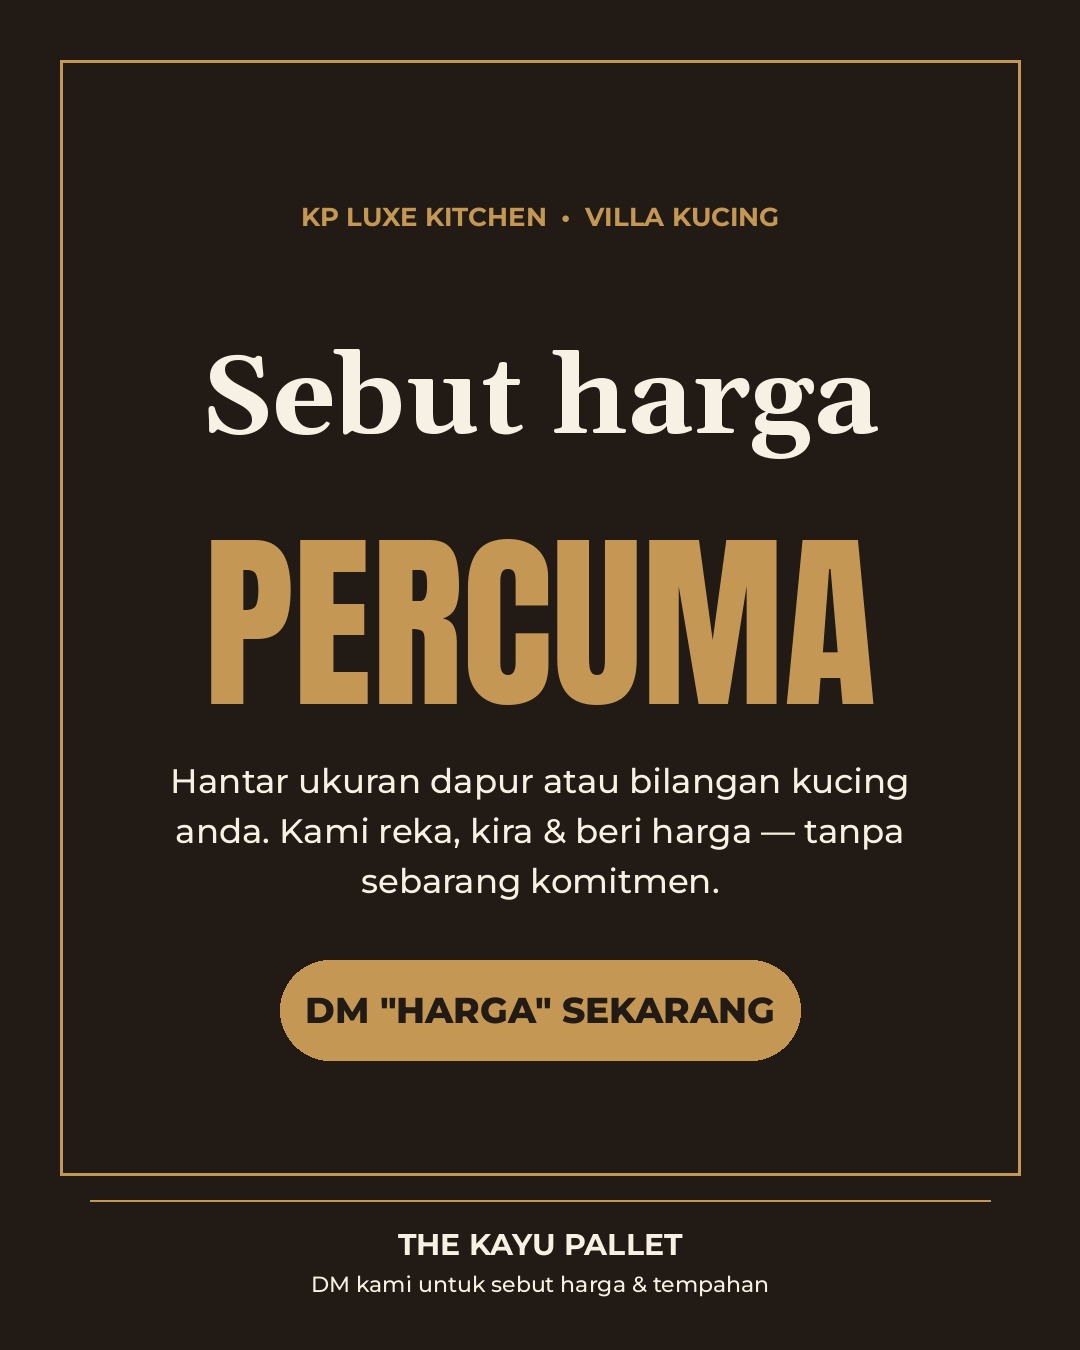 KP LUXE KITCHEN • VILLA KUCING
Sebut harga
PERCUMA
Hantar ukuran dapur atau bilangan kucing
anda. Kami reka, kira & beri harga — tanpa
sebarang komitmen.
DM "HARGA" SEKARANG
THE KAYU PALLET
DM kami untuk sebut harga & tempahan